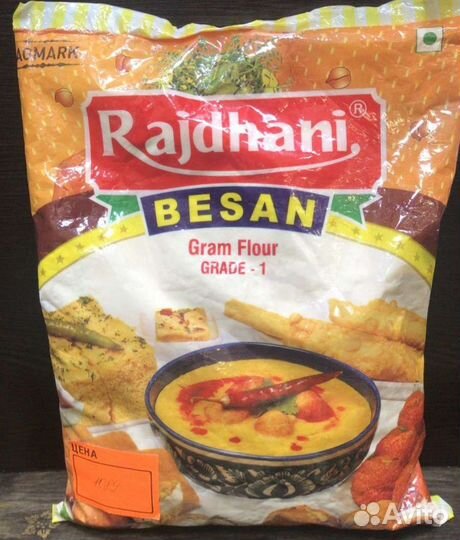 AGMARK
Rajdhani®
BESAN
Gram Flour
GRADE - 1
ЦЕНА
Avito